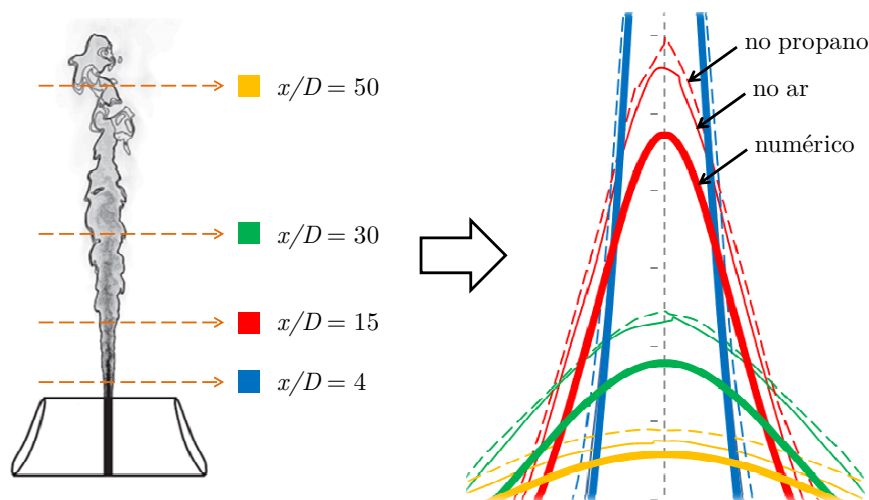 x/D = 50
x/D = 30
x/D = 15
x/D = 4
no propano
no ar
numérico